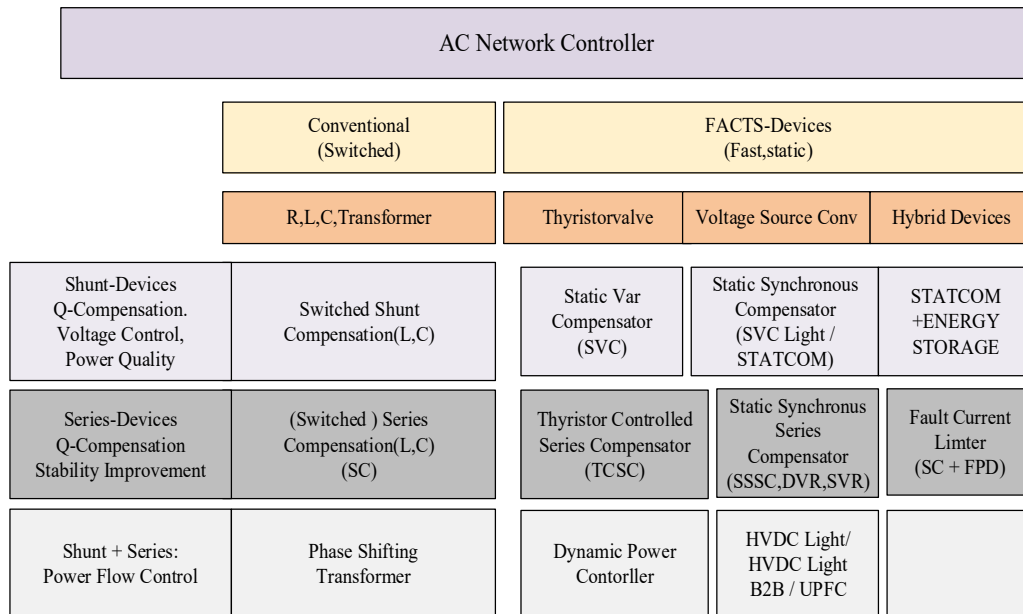 AC Network Controller
Conventional
(Switched)
FACTS-Devices
(Fast,static)
R,L,C,Transformer
Thyristorvalve
Voltage Source Conv
Hybrid Devices
Shunt-Devices
Q-Compensation.
Voltage Control,
Power Quality
Switched Shunt
Compensation(L,C)
Static Var
Compensator
(SVC)
Static Synchronous
Compensator
(SVC Light /
STATCOM)
STATCOM
+ENERGY
STORAGE
Series-Devices
Q-Compensation
Stability Improvement
(Switched ) Series
Compensation(L,C)
(SC)
Thyristor Controlled
Series Compensator
(TCSC)
Static Synchronus
Series
Compensator
(SSSC,DVR,SVR)
Fault Current
Limter
(SC + FPD)
Shunt + Series:
Power Flow Control
Phase Shifting
Transformer
Dynamic Power
Contorller
HVDC Light/
HVDC Light
B2B / UPFC